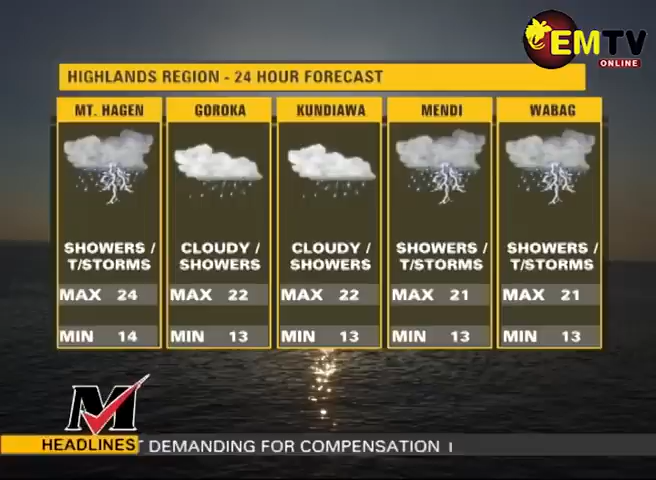 EMTV
ONLINE
HIGHLANDS REGION - 24 HOUR FORECAST
MT. HAGEN
GOROKA
KUNDIAWA
MENDI
WABAG
SHOWERS /
T/STORMS
CLOUDY /
SHOWERS
CLOUDY /
SHOWERS
SHOWERS /
T/STORMS
SHOWERS /
T/STORMS
MAX 24
MAX 22
MAX 22
MAX 21
MAX 21
MIN 14
MIN 13
MIN 13
MIN 13
MIN 13
M
HEADLINES
DEMANDING FOR COMPENSATION